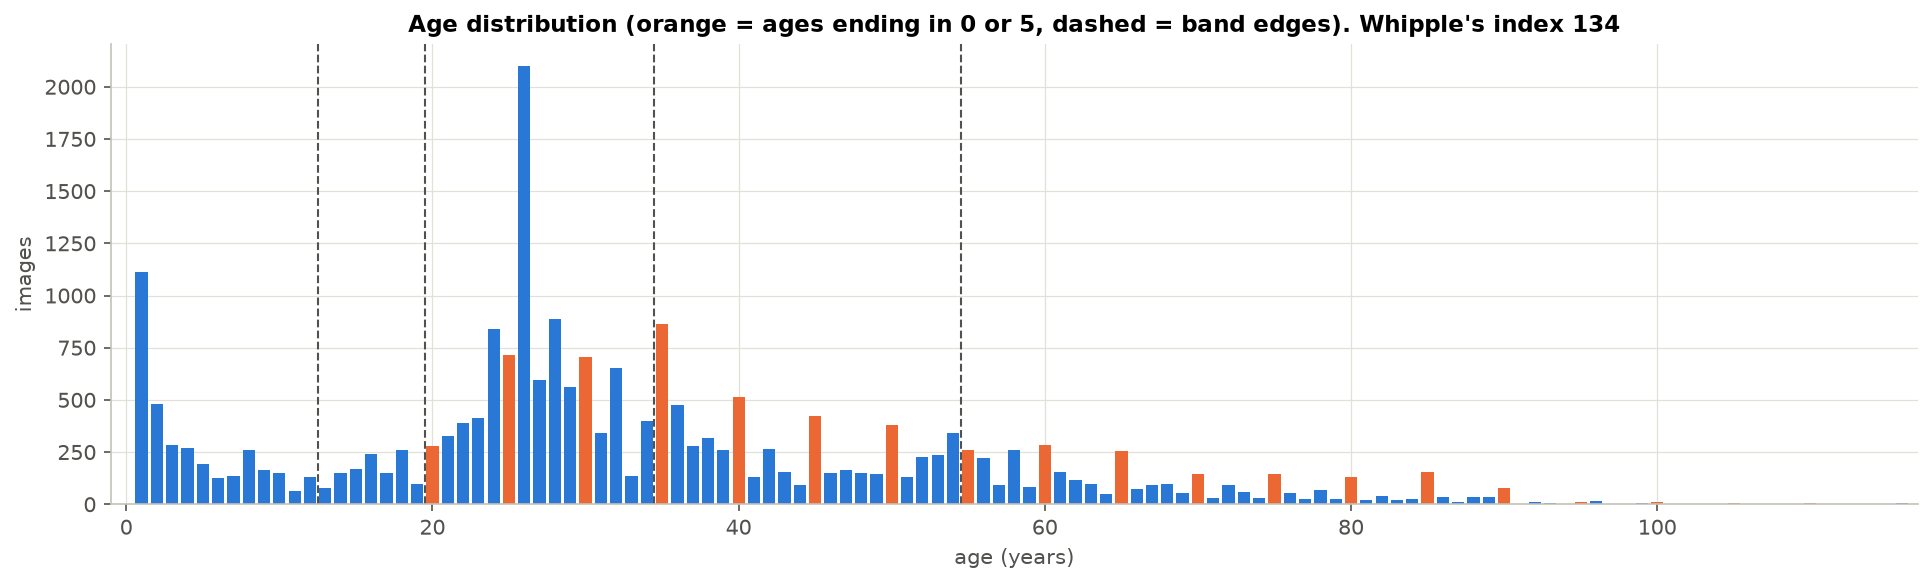 Age distribution (orange = ages ending in 0 or 5, dashed = band edges). Whipple's index 134
images
2000
1750
1500
1250
1000
750
500
250
0
0 20 40 60 80 100
age (years)